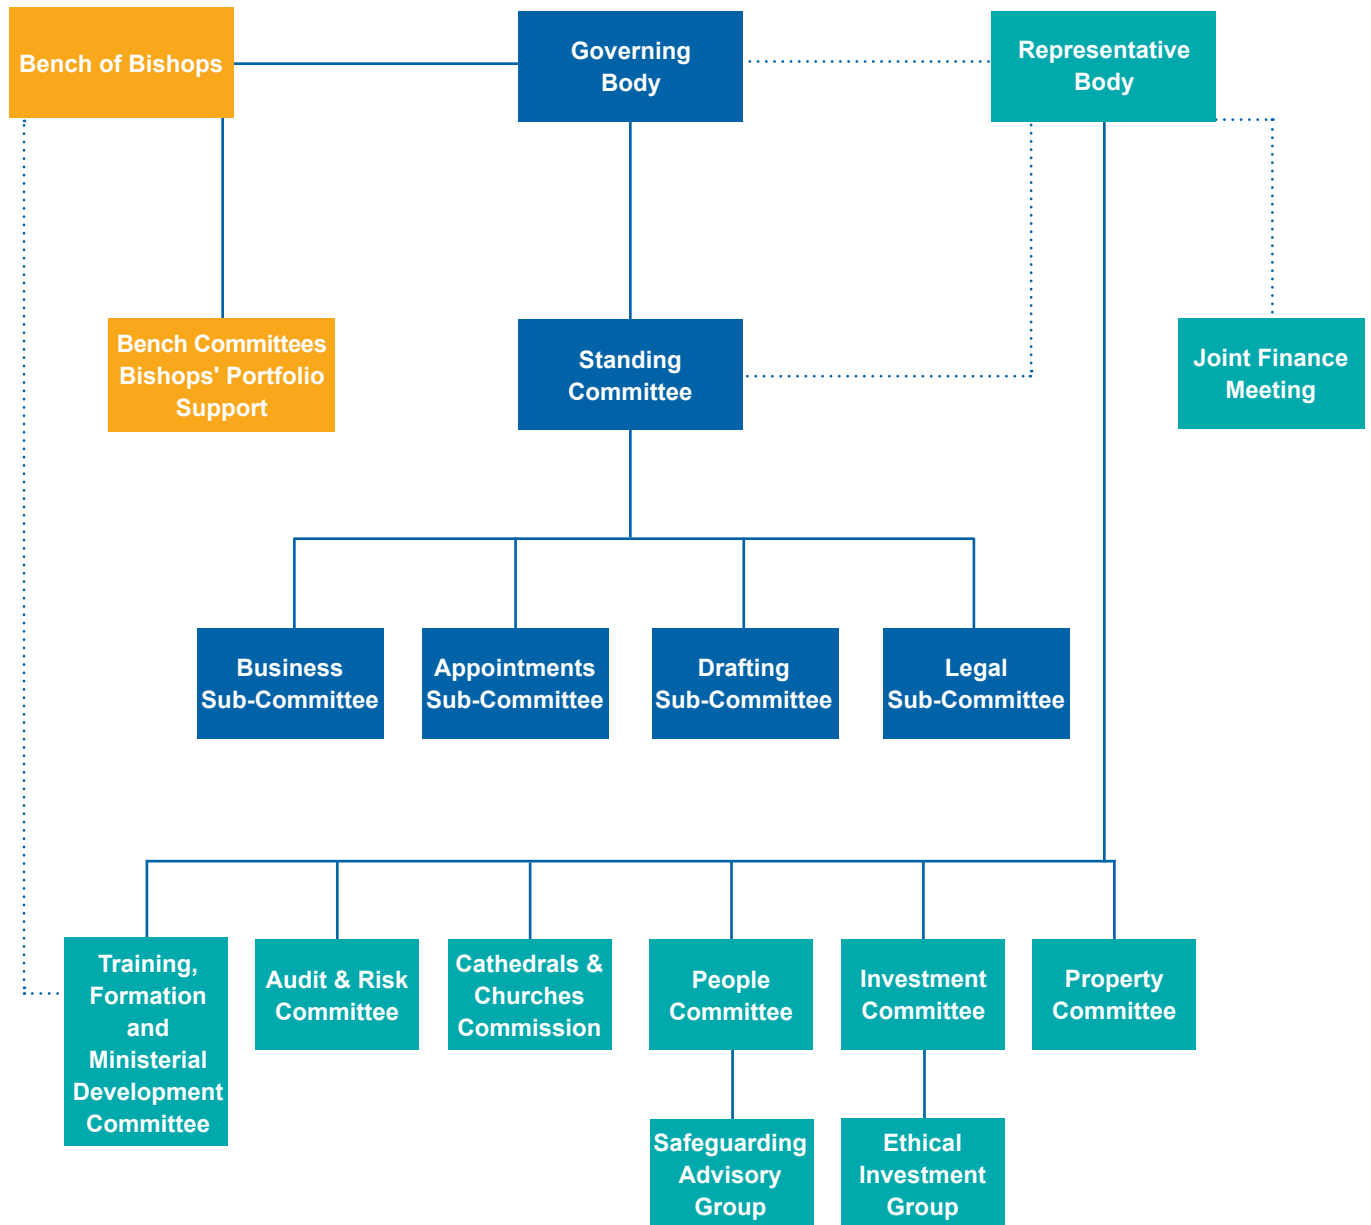 Bench of Bishops
Governing
Body
Representative
Body
Bench Committees
Bishops' Portfolio
Support
Standing
Committee
Joint Finance
Meeting
Business
Sub-Committee
Appointments
Sub-Committee
Drafting
Sub-Committee
Legal
Sub-Committee
Training,
Formation
and
Ministerial
Development
Committee
Audit & Risk
Committee
Cathedrals &
Churches
Commission
People
Committee
Investment
Committee
Property
Committee
Safeguarding
Advisory
Group
Ethical
Investment
Group